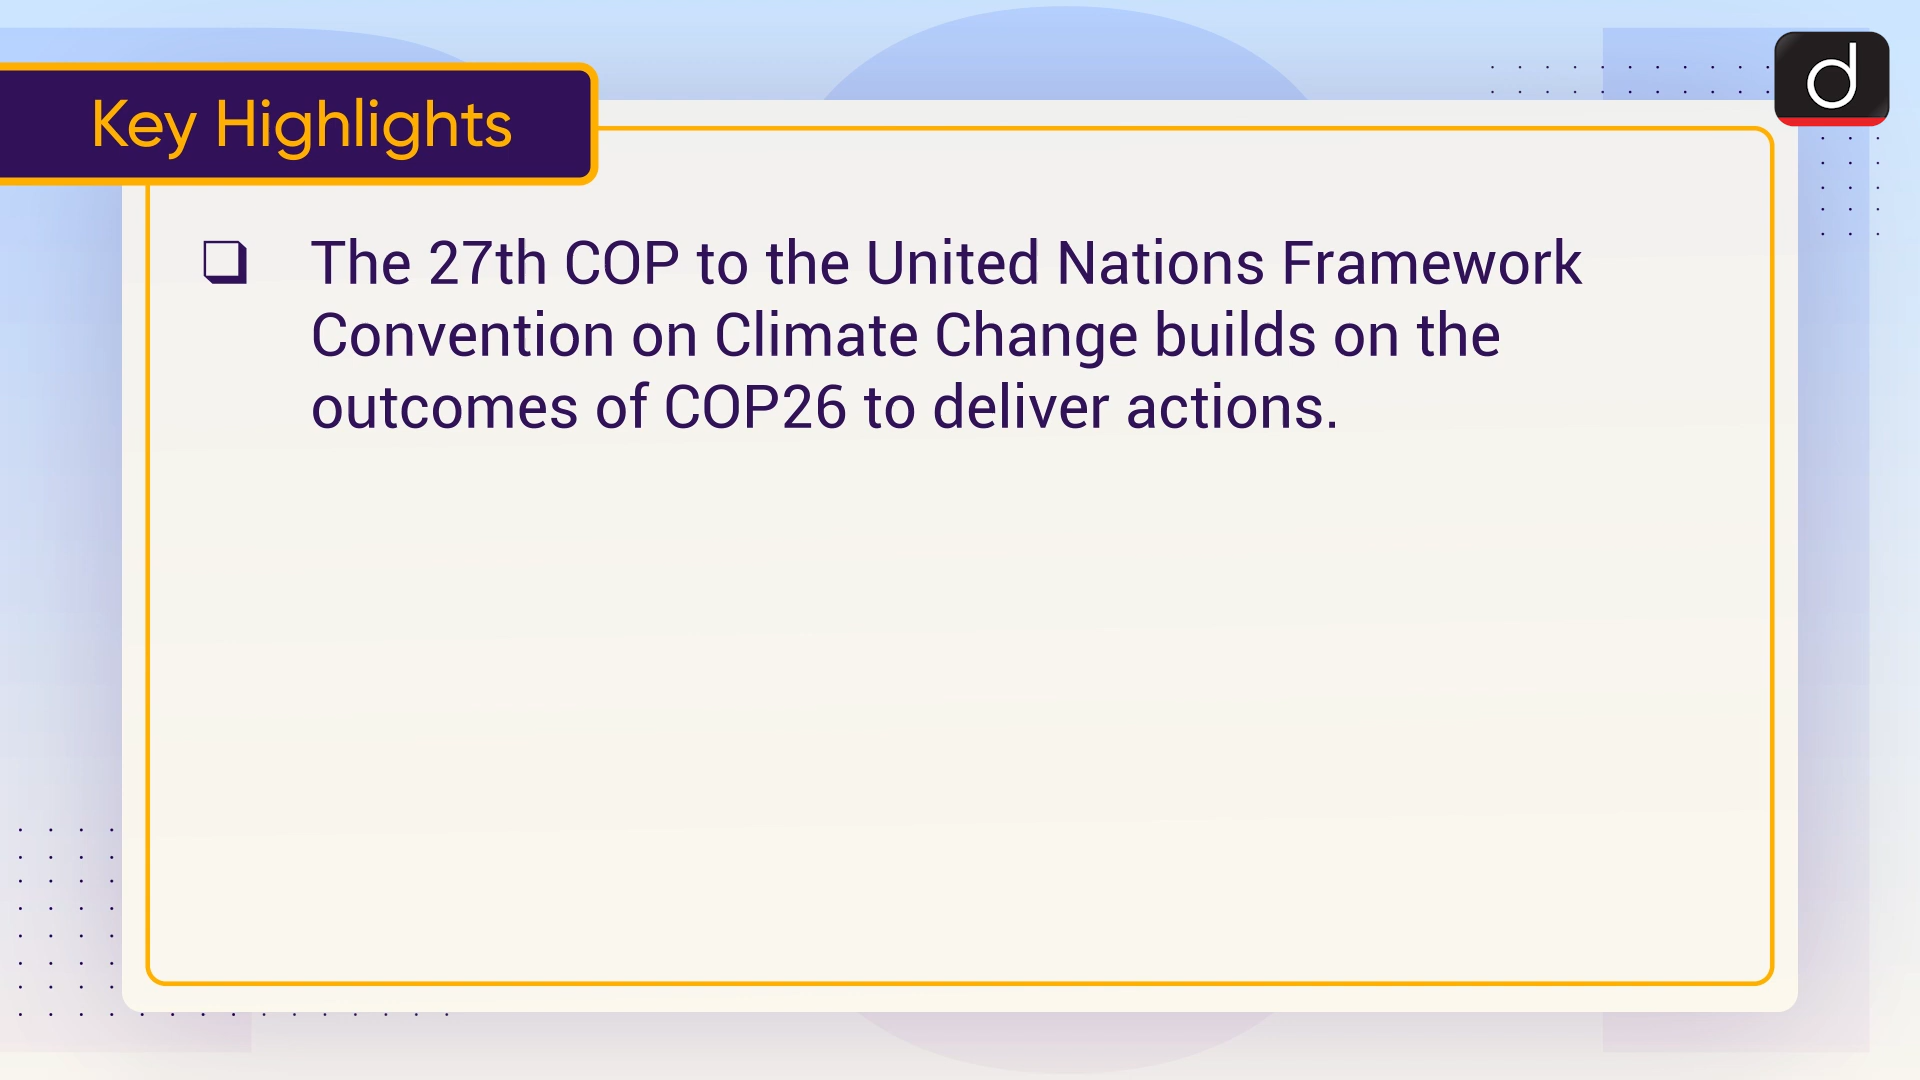 Key Highlights
d
❑ The 27th COP to the United Nations Framework
Convention on Climate Change builds on the
outcomes of COP26 to deliver actions.